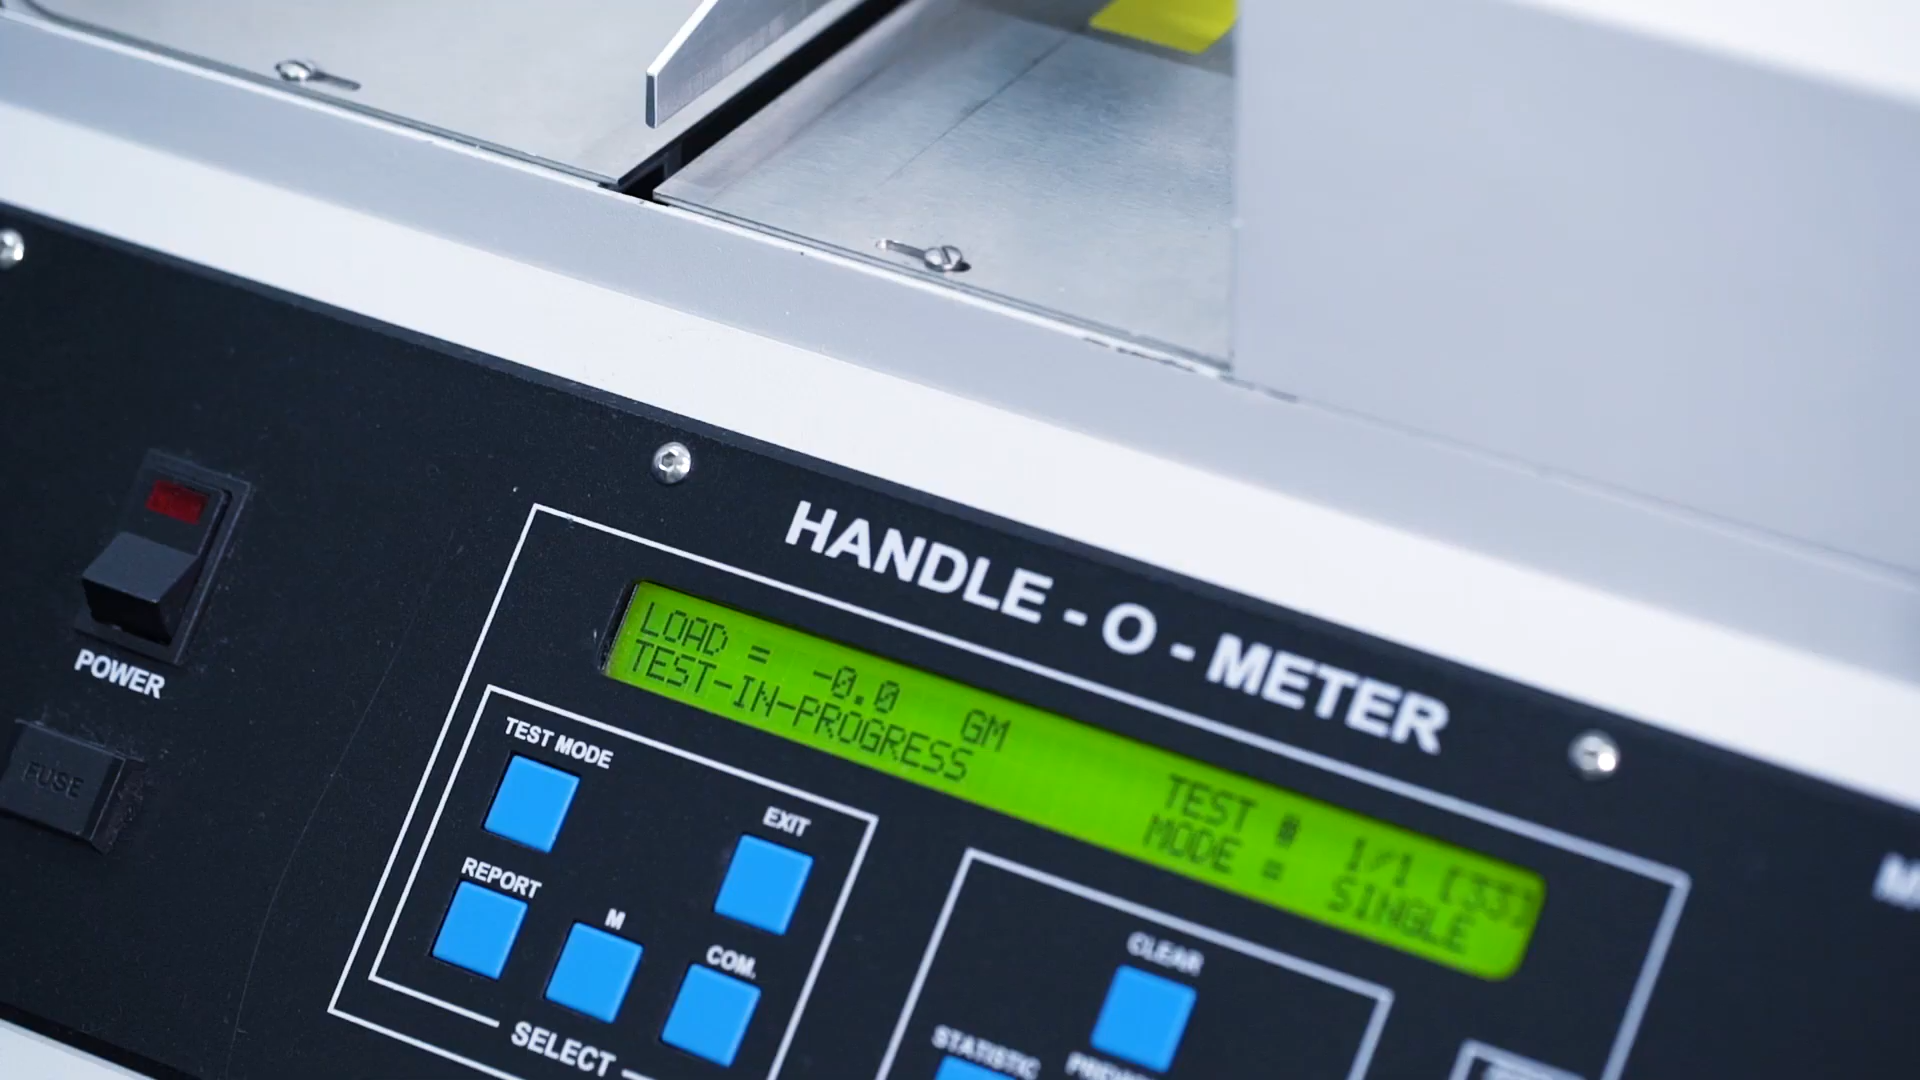 HANDLE - O - METER
LOAD = -0.0 GM TEST # 1/1 [33]
TEST-IN-PROGRESS MODE = SINGLE
POWER
FUSE
TEST MODE
EXIT
REPORT
M
COM.
SELECT
CLEAR
STATISTIC